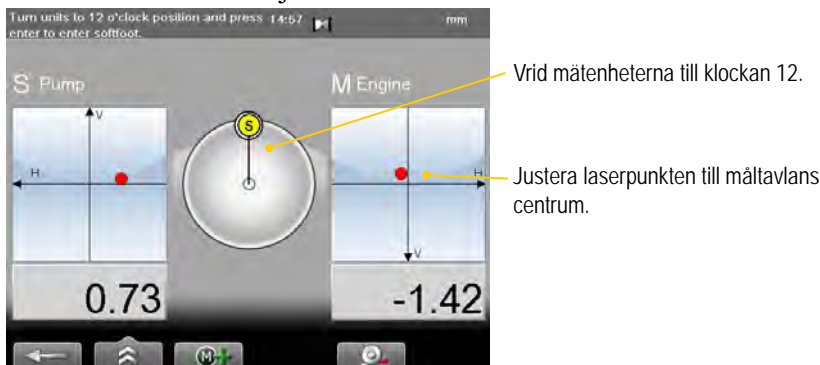 Turn units to 12 o'clock position and press 14:57 mm
enter to enter softfoot.
S Pump
M Engine
V
H
S
H
V
0.73
-1.42
M
Vrid mätenheterna till klockan 12.
Justera laserpunkten till måltavlans
centrum.